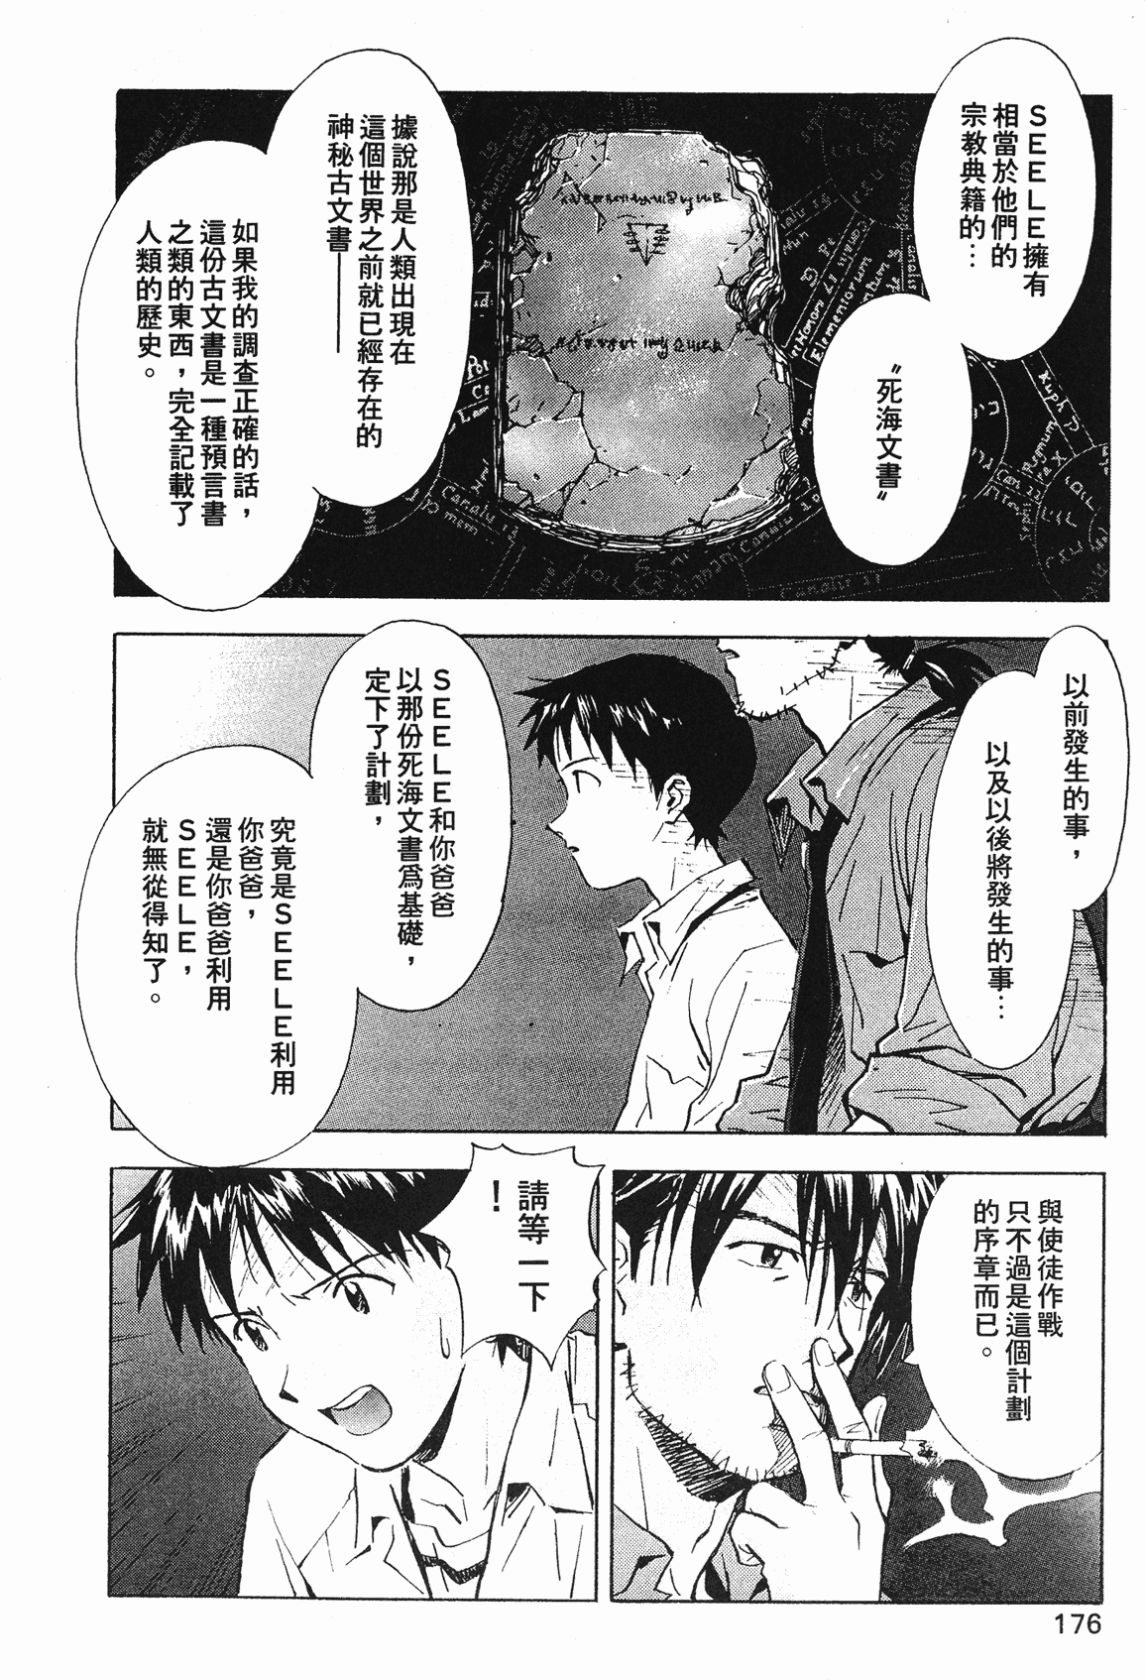 SEELE擁有
相當於他們的
宗教典籍的…
〝死海文書〞
據說那是人類出現在
這個世界之前就已經存在的
神秘古文書——
如果我的調查正確的話，
這份古文書是一種預言書
之類的東西，完全記載了
人類的歷史。
以前發生的事，
以及以後將發生的事…
SEELE和你爸爸
以那份死海文書爲基礎，
定下了計劃，
究竟是SEELE利用
你爸爸，
還是你爸爸利用
SEELE，
就無從得知了。
與使徒作戰
只不過是這個計劃
的序章而已。
請等一下
！
176